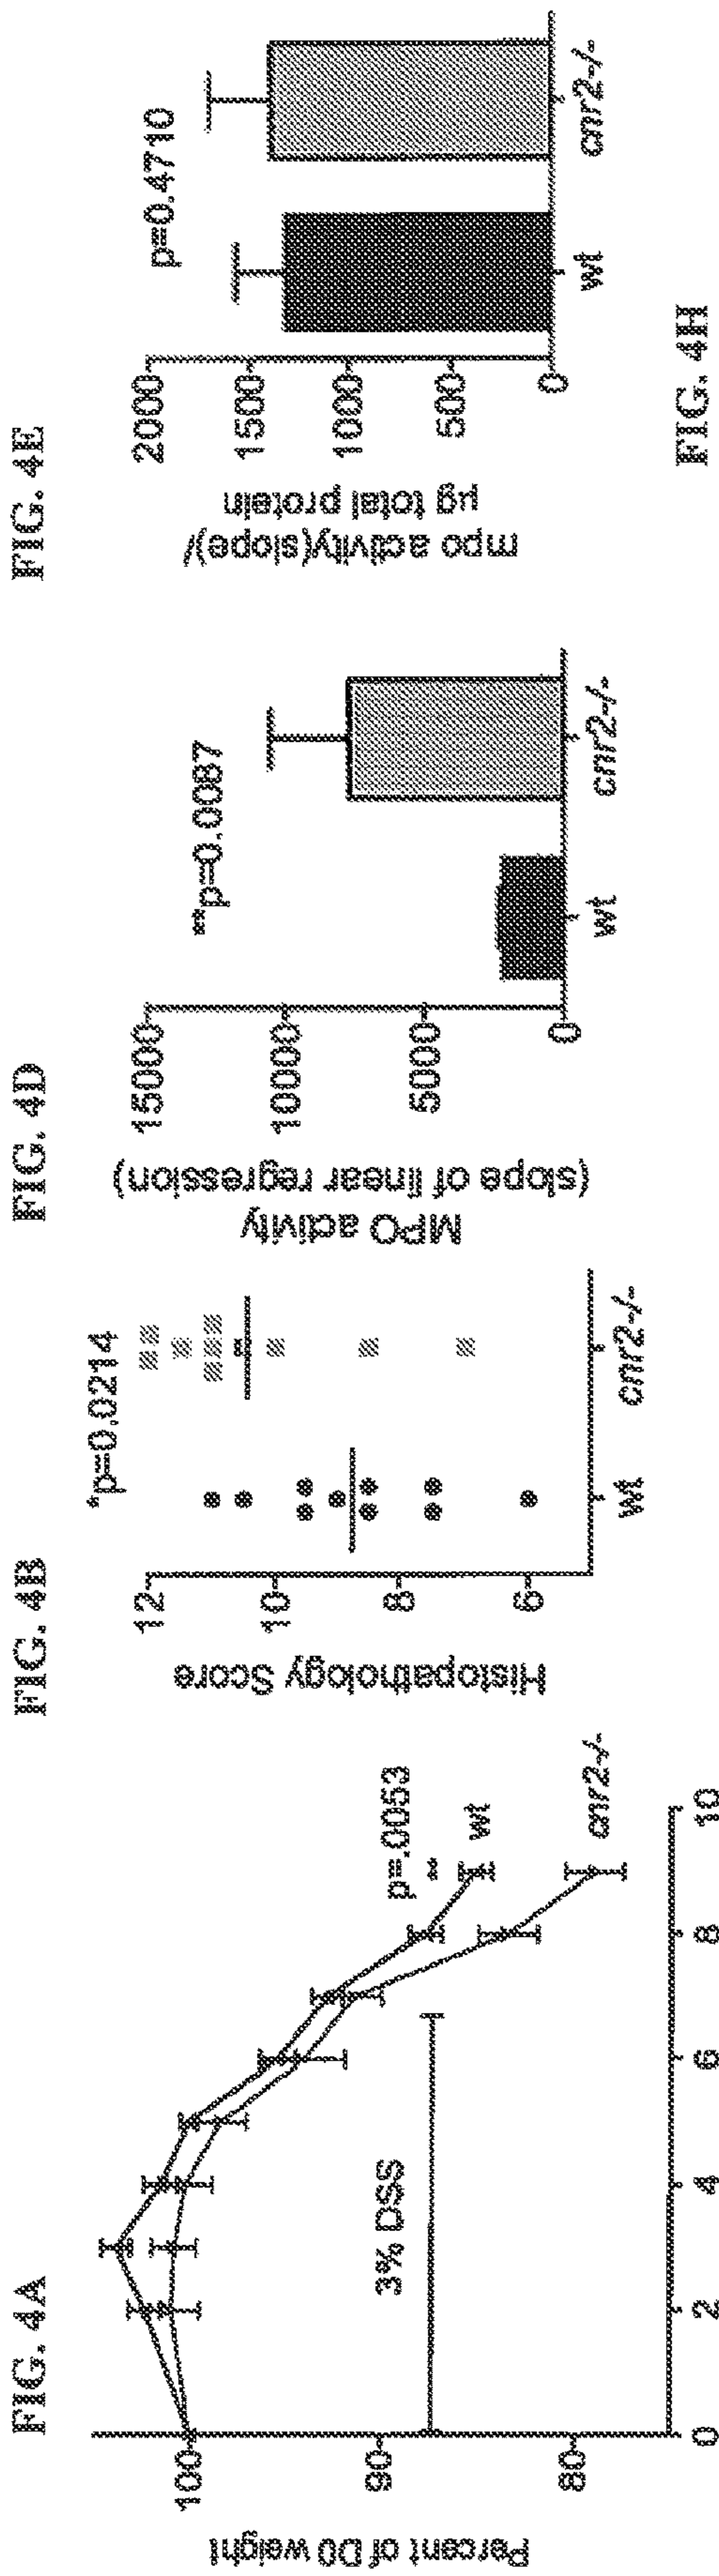 FIG. 4A
Percent of D0 weight
100
90
80
3% DSS
p=.0053
**
wt
cnr2-/-
0
2
4
6
8
10
FIG. 4B
Histopathology Score
12
10
8
6
*p=0.0214
wt
cnr2-/-
FIG. 4D
MPO activity
(slope of linear regression)
15000
10000
5000
0
**p=0.0087
wt
cnr2-/-
FIG. 4E
mpo activity(slope)/
µg total protein
2000
1500
1000
500
0
p=0.4710
wt
cnr2-/-
FIG. 4H